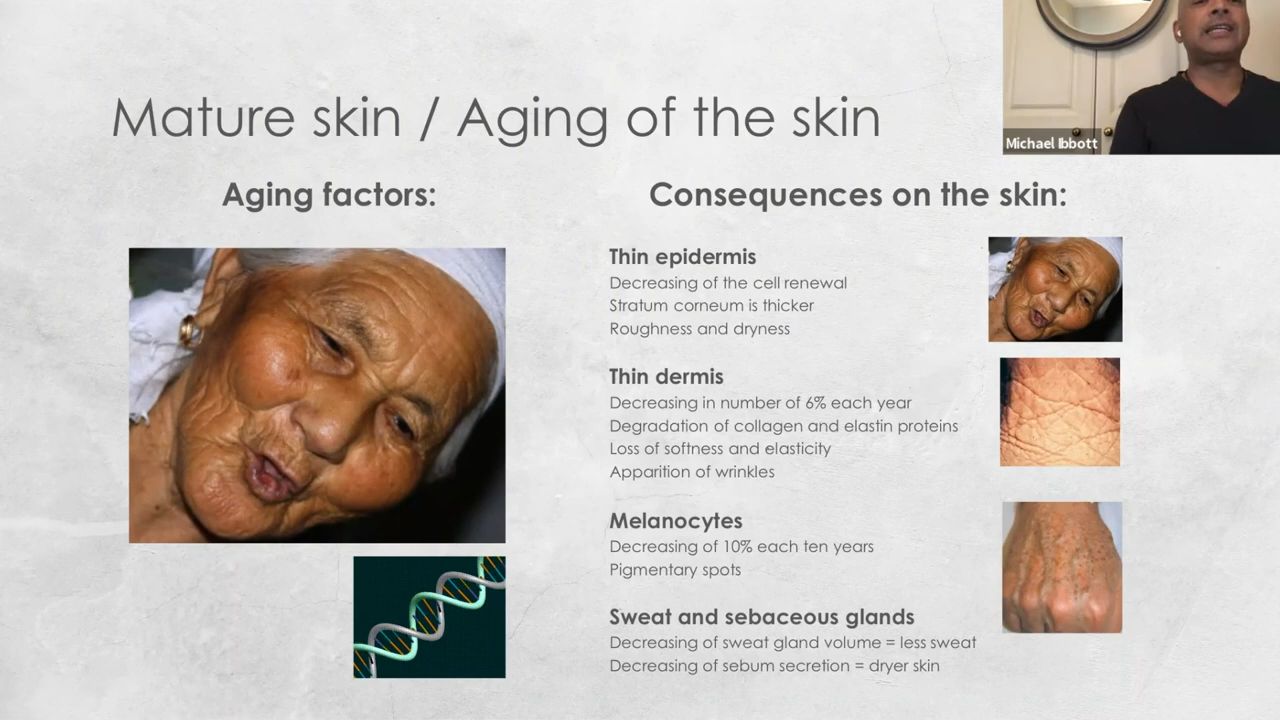 Mature skin / Aging of the skin
Michael Ibbott
Aging factors:
Consequences on the skin:
Thin epidermis
Decreasing of the cell renewal
Stratum corneum is thicker
Roughness and dryness
Thin dermis
Decreasing in number of 6% each year
Degradation of collagen and elastin proteins
Loss of softness and elasticity
Apparition of wrinkles
Melanocytes
Decreasing of 10% each ten years
Pigmentary spots
Sweat and sebaceous glands
Decreasing of sweat gland volume = less sweat
Decreasing of sebum secretion = dryer skin